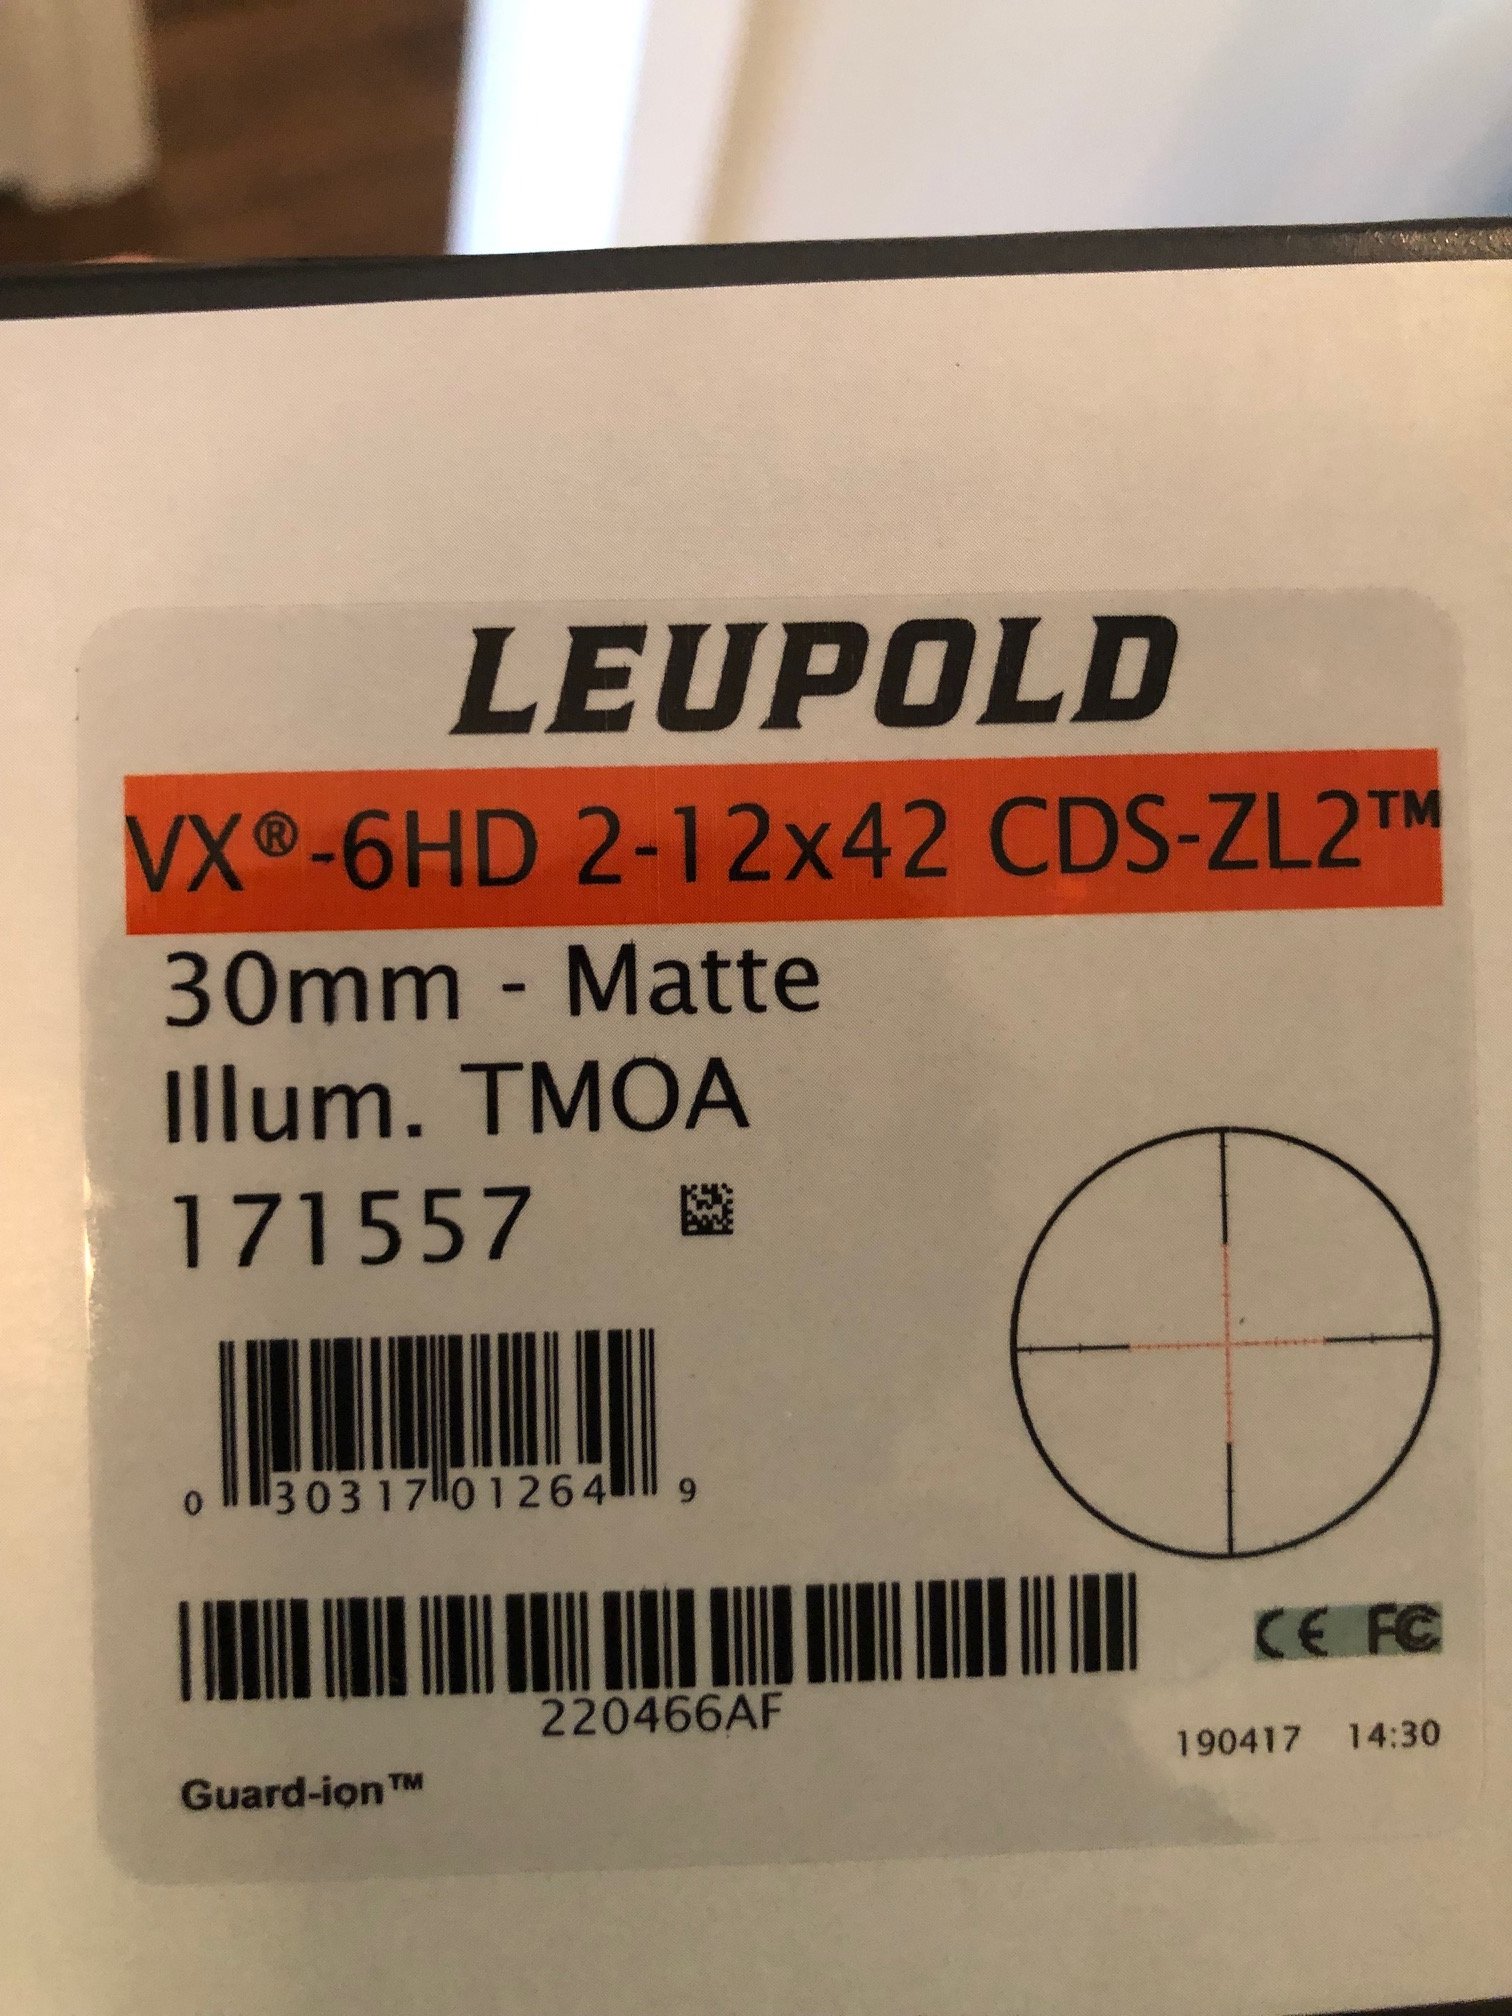 LEUPOLD
VX®-6HD 2-12x42 CDS-ZL2™
30mm - Matte
Illum. TMOA
171557
0 30317 01264 9
220466AF
CE FC
190417 14:30
Guard-ion™